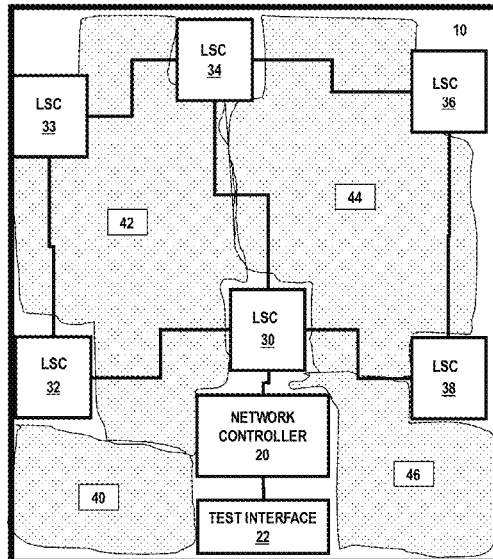 10
LSC
34
LSC
36
LSC
33
42
44
LSC
30
LSC
32
LSC
38
NETWORK
CONTROLLER
20
40
46
TEST INTERFACE
22